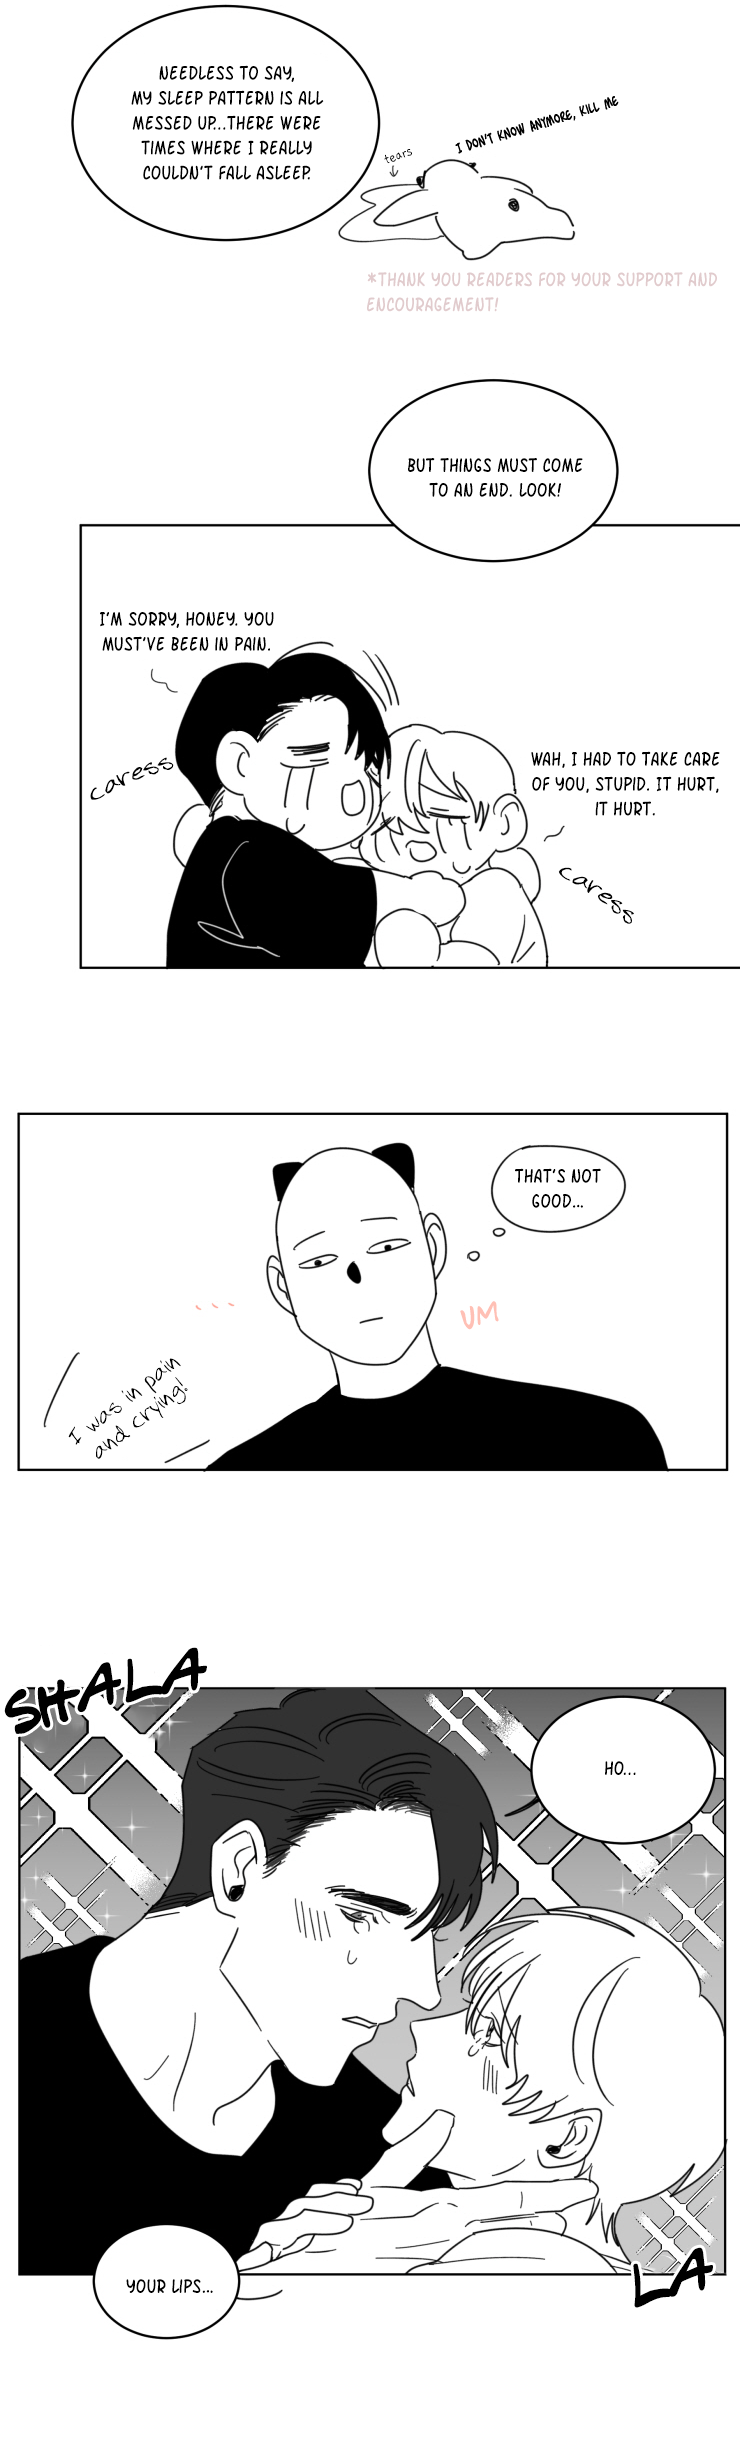 NEEDLESS TO SAY,
MY SLEEP PATTERN IS ALL
MESSED UP...THERE WERE
TIMES WHERE I REALLY
COULDN'T FALL ASLEEP.
I DON'T KNOW ANYMORE, KILL ME
tears
*THANK YOU READERS FOR YOUR SUPPORT AND
ENCOURAGEMENT!
BUT THINGS MUST COME
TO AN END. LOOK!
I'M SORRY, HONEY. YOU
MUST'VE BEEN IN PAIN.
caress
WAH, I HAD TO TAKE CARE
OF YOU, STUPID. IT HURT,
IT HURT.
caress
THAT'S NOT
GOOD...
UM
I was in pain
and crying!
SHALA
HO...
YOUR LIPS...
LA